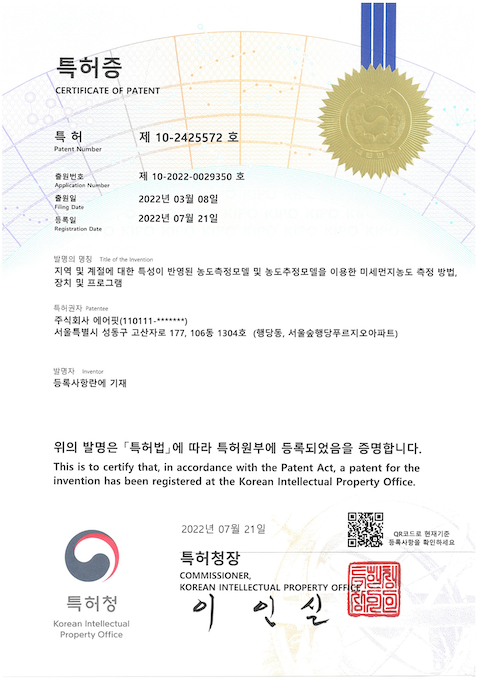 특허증
CERTIFICATE OF PATENT
특 허 제 10-2425572 호
Patent Number
출원번호 제 10-2022-0029350 호
Application Number
출원일 2022년 03월 08일
Filing Date
등록일 2022년 07월 21일
Registration Date
발명의 명칭 Title of the Invention
지역 및 계절에 대한 특성이 반영된 농도측정모델 및 농도추정모델을 이용한 미세먼지농도 측정 방법,
장치 및 프로그램
특허권자 Patentee
주식회사 에어핏(110111-*******)
서울특별시 성동구 고산자로 177, 106동 1304호 (행당동, 서울숲행당푸르지오아파트)
발명자 Inventor
등록사항란에 기재
위의 발명은 「특허법」에 따라 특허원부에 등록되었음을 증명합니다.
This is to certify that, in accordance with the Patent Act, a patent for the
invention has been registered at the Korean Intellectual Property Office.
2022년 07월 21일
QR코드로 현재기준
등록사항을 확인하세요
특허청장
COMMISSIONER,
KOREAN INTELLECTUAL PROPERTY OFFICE
이 인 실
특허청
Korean Intellectual
Property Office